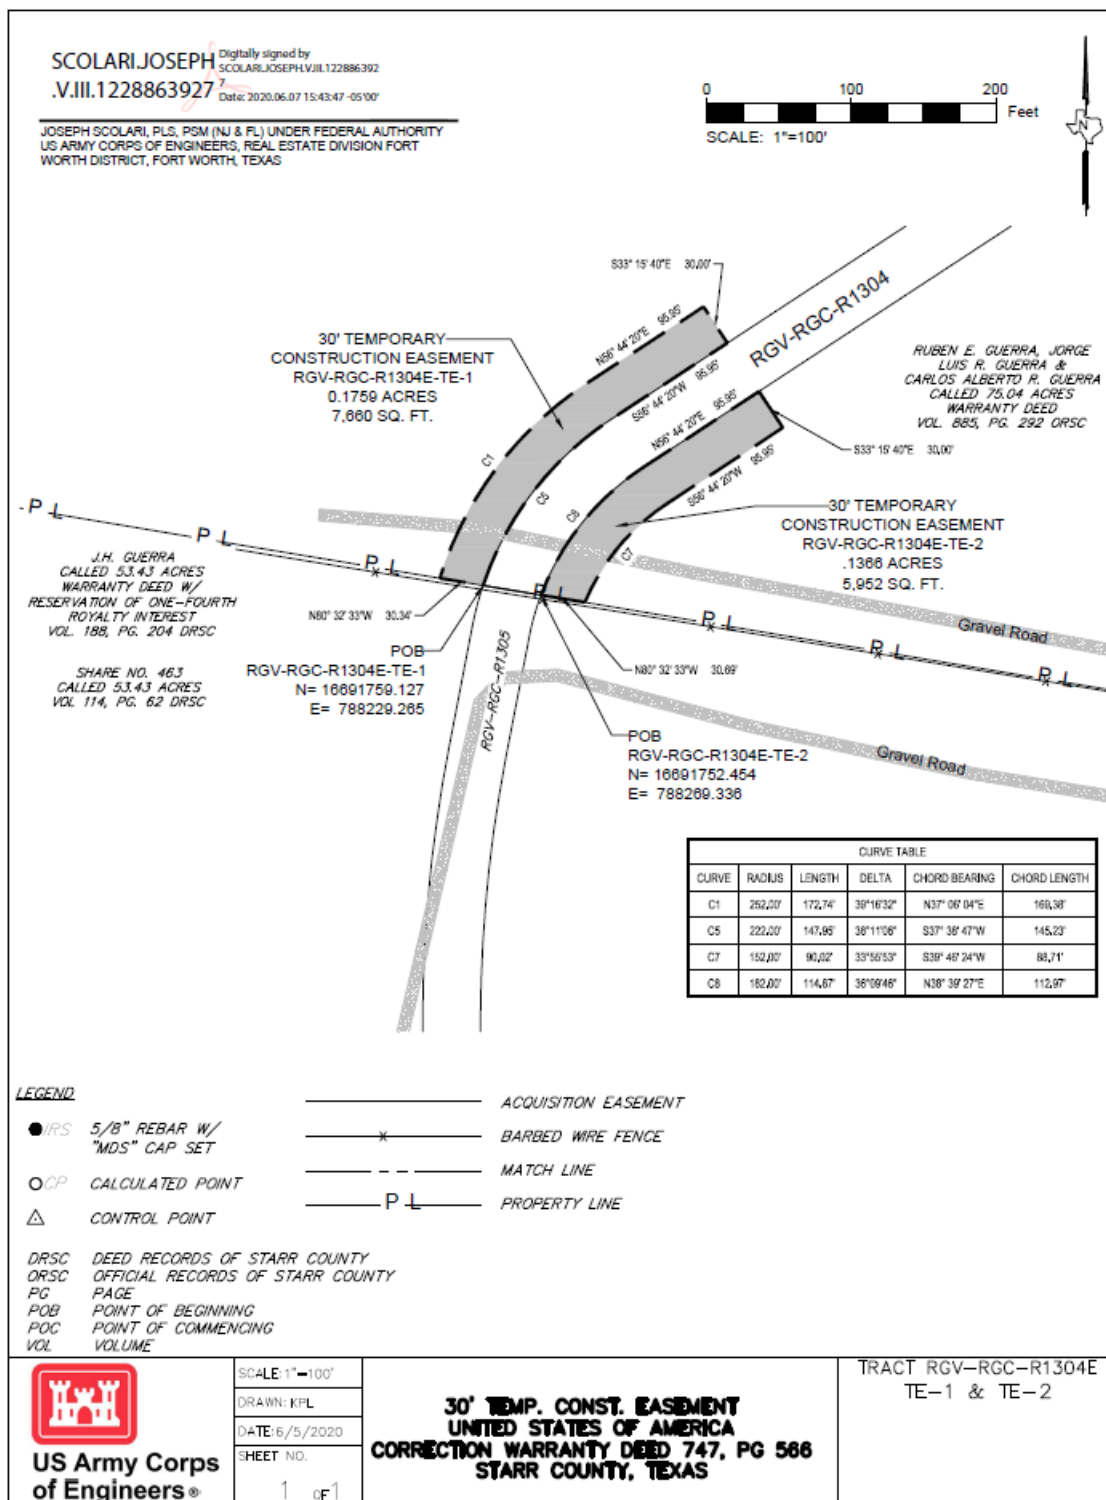 SCOLARI.JOSEPH
.V.III.1228863927
Digitally signed by
SCOLARI.JOSEPH.V.III.122886392
7
Date: 2020.06.07 15:43:47 -05'00'
JOSEPH SCOLARI, PLS, PSM (NJ & FL) UNDER FEDERAL AUTHORITY
US ARMY CORPS OF ENGINEERS, REAL ESTATE DIVISION FORT
WORTH DISTRICT, FORT WORTH, TEXAS
0 100 200
Feet
SCALE: 1"=100'
N
S33° 15' 40"E 30.00'
RGV-RGC-R1304
N56° 44' 20"E 95.95'
30' TEMPORARY
CONSTRUCTION EASEMENT
RGV-RGC-R1304E-TE-1
0.1759 ACRES
7,660 SQ. FT.
S56° 44' 20"W 95.95'
RUBEN E. GUERRA, JORGE
LUIS R. GUERRA &
CARLOS ALBERTO R. GUERRA
CALLED 75.04 ACRES
WARRANTY DEED
VOL. 885, PG. 292 ORSC
N56° 44' 20"E 95.95'
S33° 15' 40"E 30.00'
C1
C5
C8
S56° 44' 20"W 95.95'
30' TEMPORARY
CONSTRUCTION EASEMENT
RGV-RGC-R1304E-TE-2
.1366 ACRES
5,952 SQ. FT.
C7
P L
P L
P L
P L
P L
P L
P L
J.H. GUERRA
CALLED 53.43 ACRES
WARRANTY DEED W/
RESERVATION OF ONE-FOURTH
ROYALTY INTEREST
VOL. 188, PG. 204 DRSC
SHARE NO. 463
CALLED 53.43 ACRES
VOL 114, PG. 62 DRSC
N80° 32' 33"W 30.34'
POB
RGV-RGC-R1304E-TE-1
N= 16691759.127
E= 788229.265
RGV-RGC-R1305
Gravel Road
N80° 32' 33"W 30.69'
POB
RGV-RGC-R1304E-TE-2
N= 16691752.454
E= 788269.336
Gravel Road
CURVE TABLE
CURVE RADIUS LENGTH DELTA CHORD BEARING CHORD LENGTH
C1 252.00' 172.74' 39°16'32" N37° 06' 04"E 169.38'
C5 222.00' 147.95' 38°11'06" S37° 38' 47"W 145.23'
C7 152.00' 90.02' 33°55'53" S39° 46' 24"W 88.71'
C8 182.00' 114.87' 36°09'46" N38° 39' 27"E 112.97'
LEGEND
IRS 5/8" REBAR W/
"MDS" CAP SET
CP CALCULATED POINT
CONTROL POINT
ACQUISITION EASEMENT
x BARBED WIRE FENCE
MATCH LINE
P L PROPERTY LINE
DRSC DEED RECORDS OF STARR COUNTY
ORSC OFFICIAL RECORDS OF STARR COUNTY
PG PAGE
POB POINT OF BEGINNING
POC POINT OF COMMENCING
VOL VOLUME
US Army Corps
of Engineers®
SCALE: 1"=100'
DRAWN: KPL
DATE: 6/5/2020
SHEET NO.
1 OF 1
30' TEMP. CONST. EASEMENT
UNITED STATES OF AMERICA
CORRECTION WARRANTY DEED 747, PG 566
STARR COUNTY, TEXAS
TRACT RGV-RGC-R1304E
TE-1 & TE-2